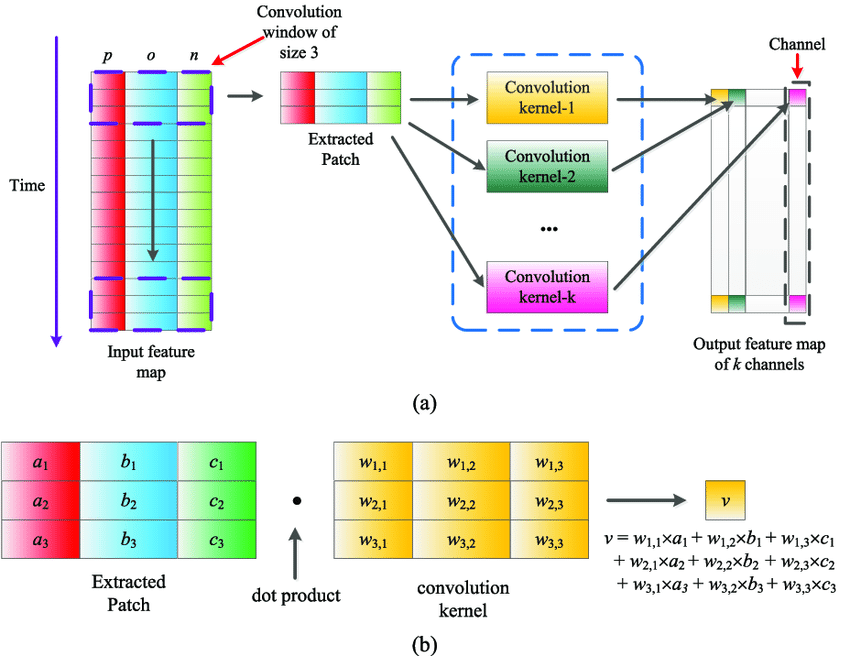 Convolution
window of
size 3
p o n
Time
Input feature
map
Extracted
Patch
Convolution
kernel-1
Convolution
kernel-2
...
Convolution
kernel-k
Channel
Output feature map
of k channels
(a)
a1 b1 c1
a2 b2 c2
a3 b3 c3
Extracted
Patch
•
dot product
w1,1 w1,2 w1,3
w2,1 w2,2 w2,3
w3,1 w3,2 w3,3
convolution
kernel
v
v = w1,1×a1 + w1,2×b1 + w1,3×c1
+ w2,1×a2 + w2,2×b2 + w2,3×c2
+ w3,1×a3 + w3,2×b3 + w3,3×c3
(b)